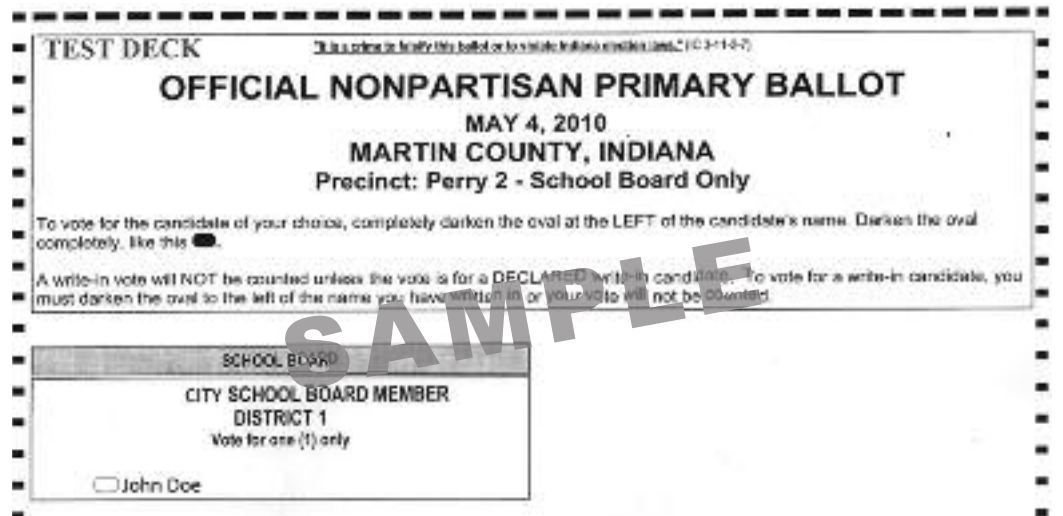 TEST DECK
"It is a crime to falsify this ballot or to violate Indiana election laws." (IC 3-11-2-7)
OFFICIAL NONPARTISAN PRIMARY BALLOT
MAY 4, 2010
MARTIN COUNTY, INDIANA
Precinct: Perry 2 - School Board Only
To vote for the candidate of your choice, completely darken the oval at the LEFT of the candidate's name. Darken the oval
completely, like this .
A write-in vote will NOT be counted unless the vote is for a DECLARED write-in candidate. To vote for a write-in candidate, you
must darken the oval to the left of the name you have written in or your vote will not be counted.
SAMPLE
SCHOOL BOARD
CITY SCHOOL BOARD MEMBER
DISTRICT 1
Vote for one (1) only
John Doe